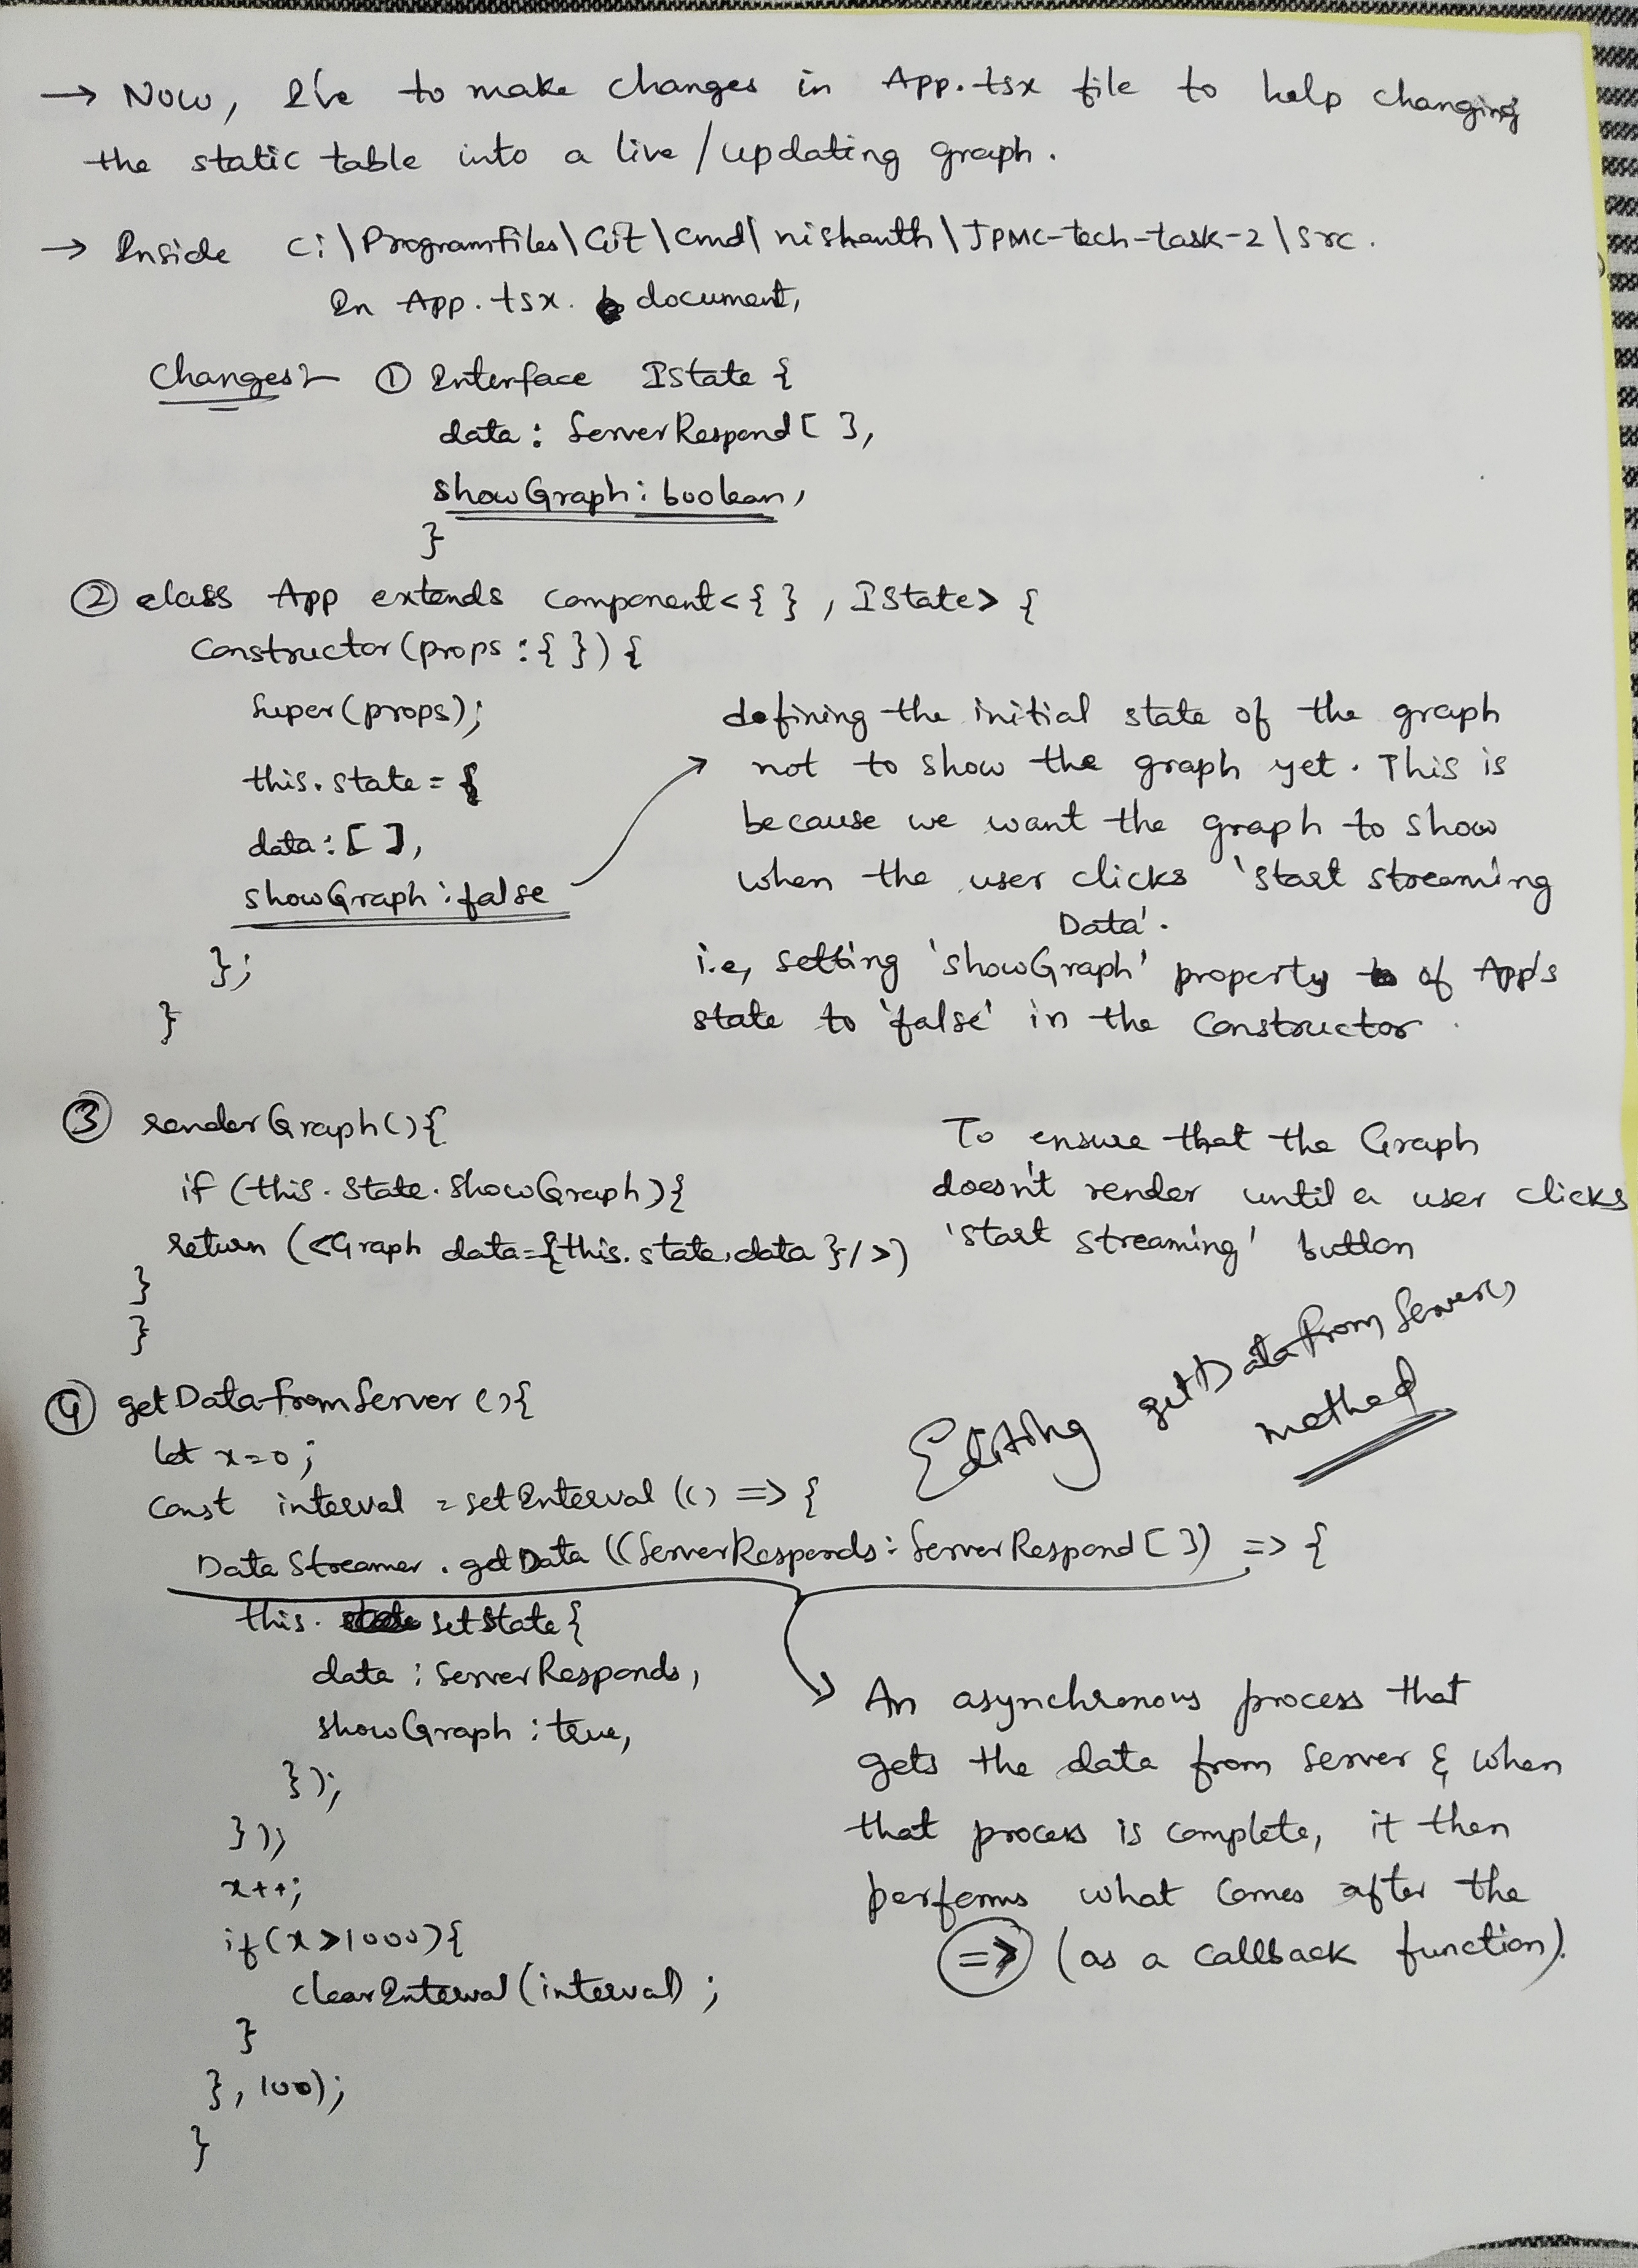 → Now, I've to make changes in App.tsx file to help changing
the static table into a live/updating graph.
→ Inside C:\Programfiles\Git\cmd\nishanth\JPMC-tech-task-2\src.
In App.tsx. document,
Changes:- ① Interface IState {
data: ServerRespond[ ],
showGraph: boolean,
}
② class App extends component<{ }, IState> {
Constructor(props:{ }){
Super(props);
this.state = {
data:[ ],
showGraph:false
};
}
defining the initial state of the graph
not to show the graph yet. This is
because we want the graph to show
when the user clicks 'start streaming
Data'.
i.e, setting 'showGraph' property of App's
state to 'false' in the Constructor.
③ renderGraph(){
if (this.state.showGraph){
return (<Graph data={this.state.data}/>)
}
}
To ensure that the Graph
doesn't render until a user clicks
'start streaming' button
④ getDatafromServer(){
let x=0;
const interval = setInterval(() => {
DataStreamer.getData((ServerResponds: ServerRespond[ ]) => {
this. setState{
data: ServerResponds,
showGraph: true,
});
});
x++;
if(x>1000){
clearInterval(interval);
}
}, 100);
}
Editing getDataFromServer()
method
An asynchronous process that
gets the data from server & when
that process is complete, it then
performs what comes after the
=> (as a callback function).